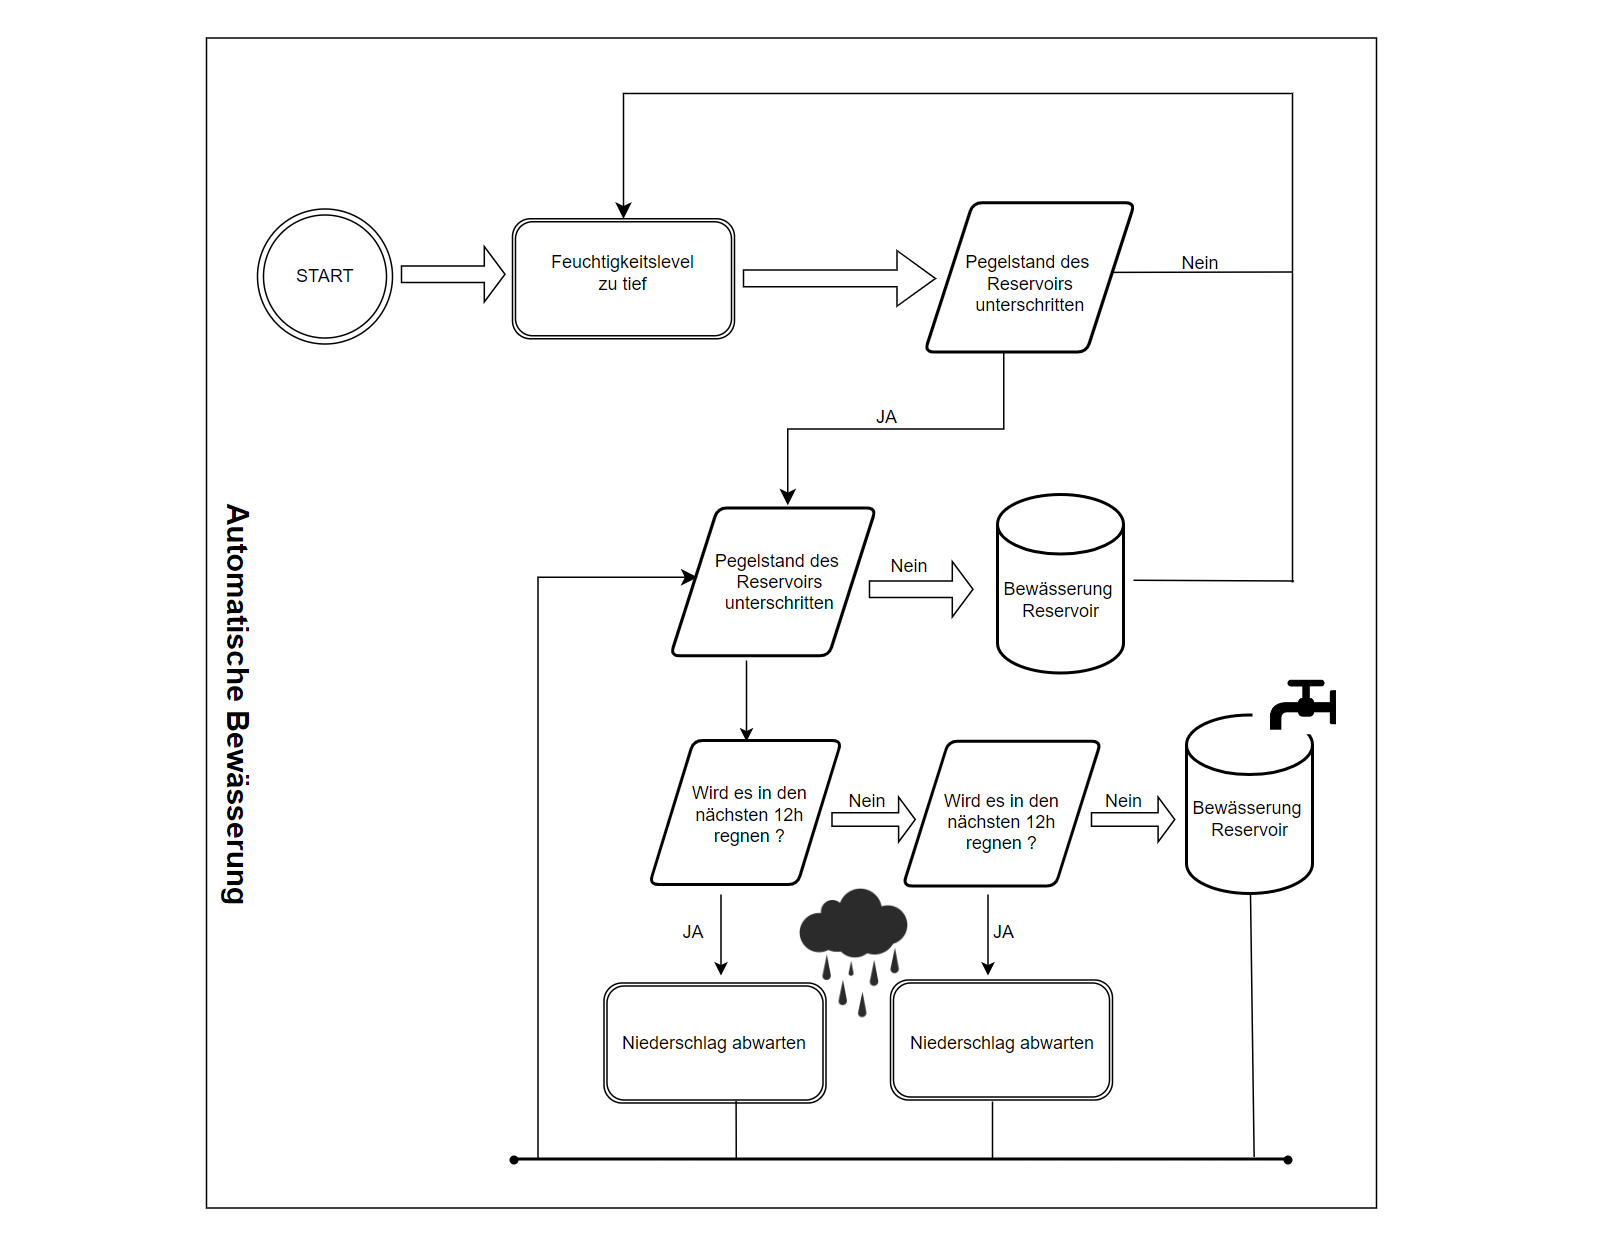 START
Feuchtigkeitslevel
zu tief
Pegelstand des
Reservoirs
unterschritten
Nein
JA
Pegelstand des
Reservoirs
unterschritten
Nein
Bewässerung
Reservoir
Automatische Bewässerung
Wird es in den
nächsten 12h
regnen ?
Nein
Wird es in den
nächsten 12h
regnen ?
Nein
Bewässerung
Reservoir
JA
JA
Niederschlag abwarten
Niederschlag abwarten